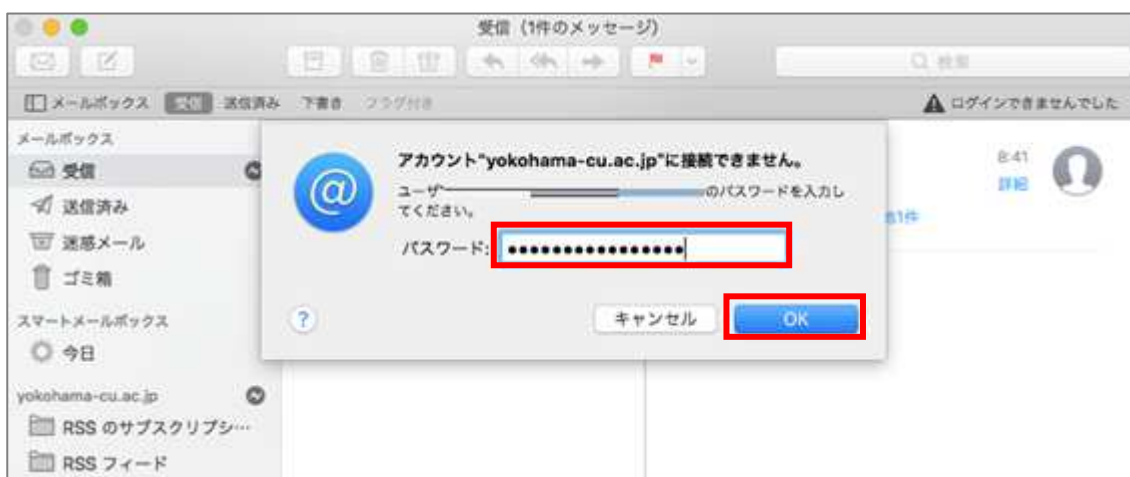 受信（1件のメッセージ）
検索
メールボックス 受信 送信済み 下書き フラグ付き
ログインできませんでした
メールボックス
受信
送信済み
迷惑メール
ゴミ箱
スマートメールボックス
今日
yokohama-cu.ac.jp
RSS のサブスクリプシ…
RSS フィード
アカウント"yokohama-cu.ac.jp"に接続できません。
ユーザ
のパスワードを入力し
てください。
パスワード: ●●●●●●●●●●●●●●●●
?
キャンセル
OK
8:41
詳細
他1件